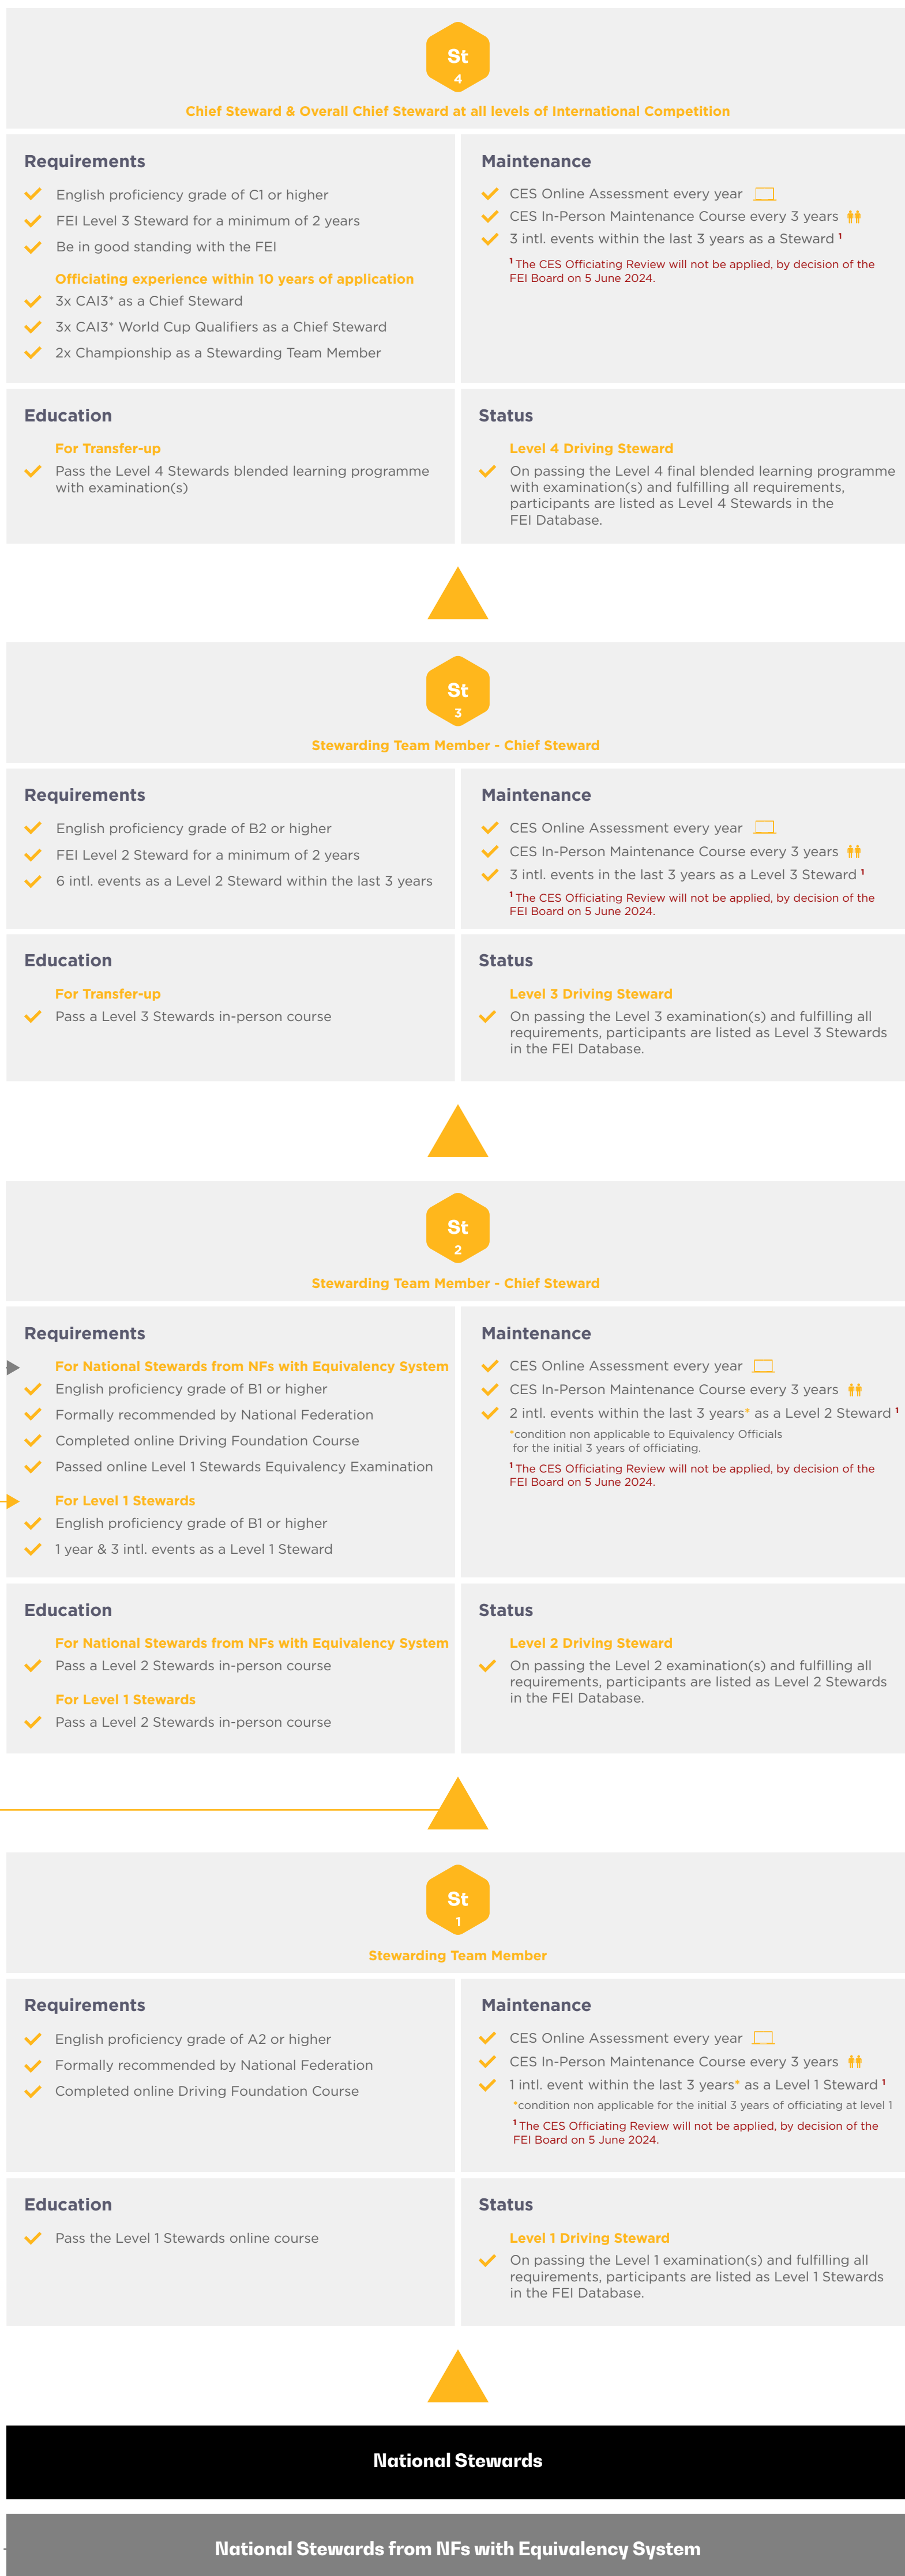 St
4
Chief Steward & Overall Chief Steward at all levels of International Competition
Requirements
English proficiency grade of C1 or higher
FEI Level 3 Steward for a minimum of 2 years
Be in good standing with the FEI
Officiating experience within 10 years of application
3x CAI3* as a Chief Steward
3x CAI3* World Cup Qualifiers as a Chief Steward
2x Championship as a Stewarding Team Member
Maintenance
CES Online Assessment every year
CES In-Person Maintenance Course every 3 years
3 intl. events within the last 3 years as a Steward ¹
¹ The CES Officiating Review will not be applied, by decision of the
FEI Board on 5 June 2024.
Education
For Transfer-up
Pass the Level 4 Stewards blended learning programme
with examination(s)
Status
Level 4 Driving Steward
On passing the Level 4 final blended learning programme
with examination(s) and fulfilling all requirements,
participants are listed as Level 4 Stewards in the
FEI Database.
St
3
Stewarding Team Member - Chief Steward
Requirements
English proficiency grade of B2 or higher
FEI Level 2 Steward for a minimum of 2 years
6 intl. events as a Level 2 Steward within the last 3 years
Maintenance
CES Online Assessment every year
CES In-Person Maintenance Course every 3 years
3 intl. events in the last 3 years as a Level 3 Steward ¹
¹ The CES Officiating Review will not be applied, by decision of the
FEI Board on 5 June 2024.
Education
For Transfer-up
Pass a Level 3 Stewards in-person course
Status
Level 3 Driving Steward
On passing the Level 3 examination(s) and fulfilling all
requirements, participants are listed as Level 3 Stewards
in the FEI Database.
St
2
Stewarding Team Member - Chief Steward
Requirements
For National Stewards from NFs with Equivalency System
English proficiency grade of B1 or higher
Formally recommended by National Federation
Completed online Driving Foundation Course
Passed online Level 1 Stewards Equivalency Examination
For Level 1 Stewards
English proficiency grade of B1 or higher
1 year & 3 intl. events as a Level 1 Steward
Maintenance
CES Online Assessment every year
CES In-Person Maintenance Course every 3 years
2 intl. events within the last 3 years* as a Level 2 Steward ¹
*condition non applicable to Equivalency Officials
for the initial 3 years of officiating.
¹ The CES Officiating Review will not be applied, by decision of the
FEI Board on 5 June 2024.
Education
For National Stewards from NFs with Equivalency System
Pass a Level 2 Stewards in-person course
For Level 1 Stewards
Pass a Level 2 Stewards in-person course
Status
Level 2 Driving Steward
On passing the Level 2 examination(s) and fulfilling all
requirements, participants are listed as Level 2 Stewards
in the FEI Database.
St
1
Stewarding Team Member
Requirements
English proficiency grade of A2 or higher
Formally recommended by National Federation
Completed online Driving Foundation Course
Maintenance
CES Online Assessment every year
CES In-Person Maintenance Course every 3 years
1 intl. event within the last 3 years* as a Level 1 Steward ¹
*condition non applicable for the initial 3 years of officiating at level 1
¹ The CES Officiating Review will not be applied, by decision of the
FEI Board on 5 June 2024.
Education
Pass the Level 1 Stewards online course
Status
Level 1 Driving Steward
On passing the Level 1 examination(s) and fulfilling all
requirements, participants are listed as Level 1 Stewards
in the FEI Database.
National Stewards
National Stewards from NFs with Equivalency System